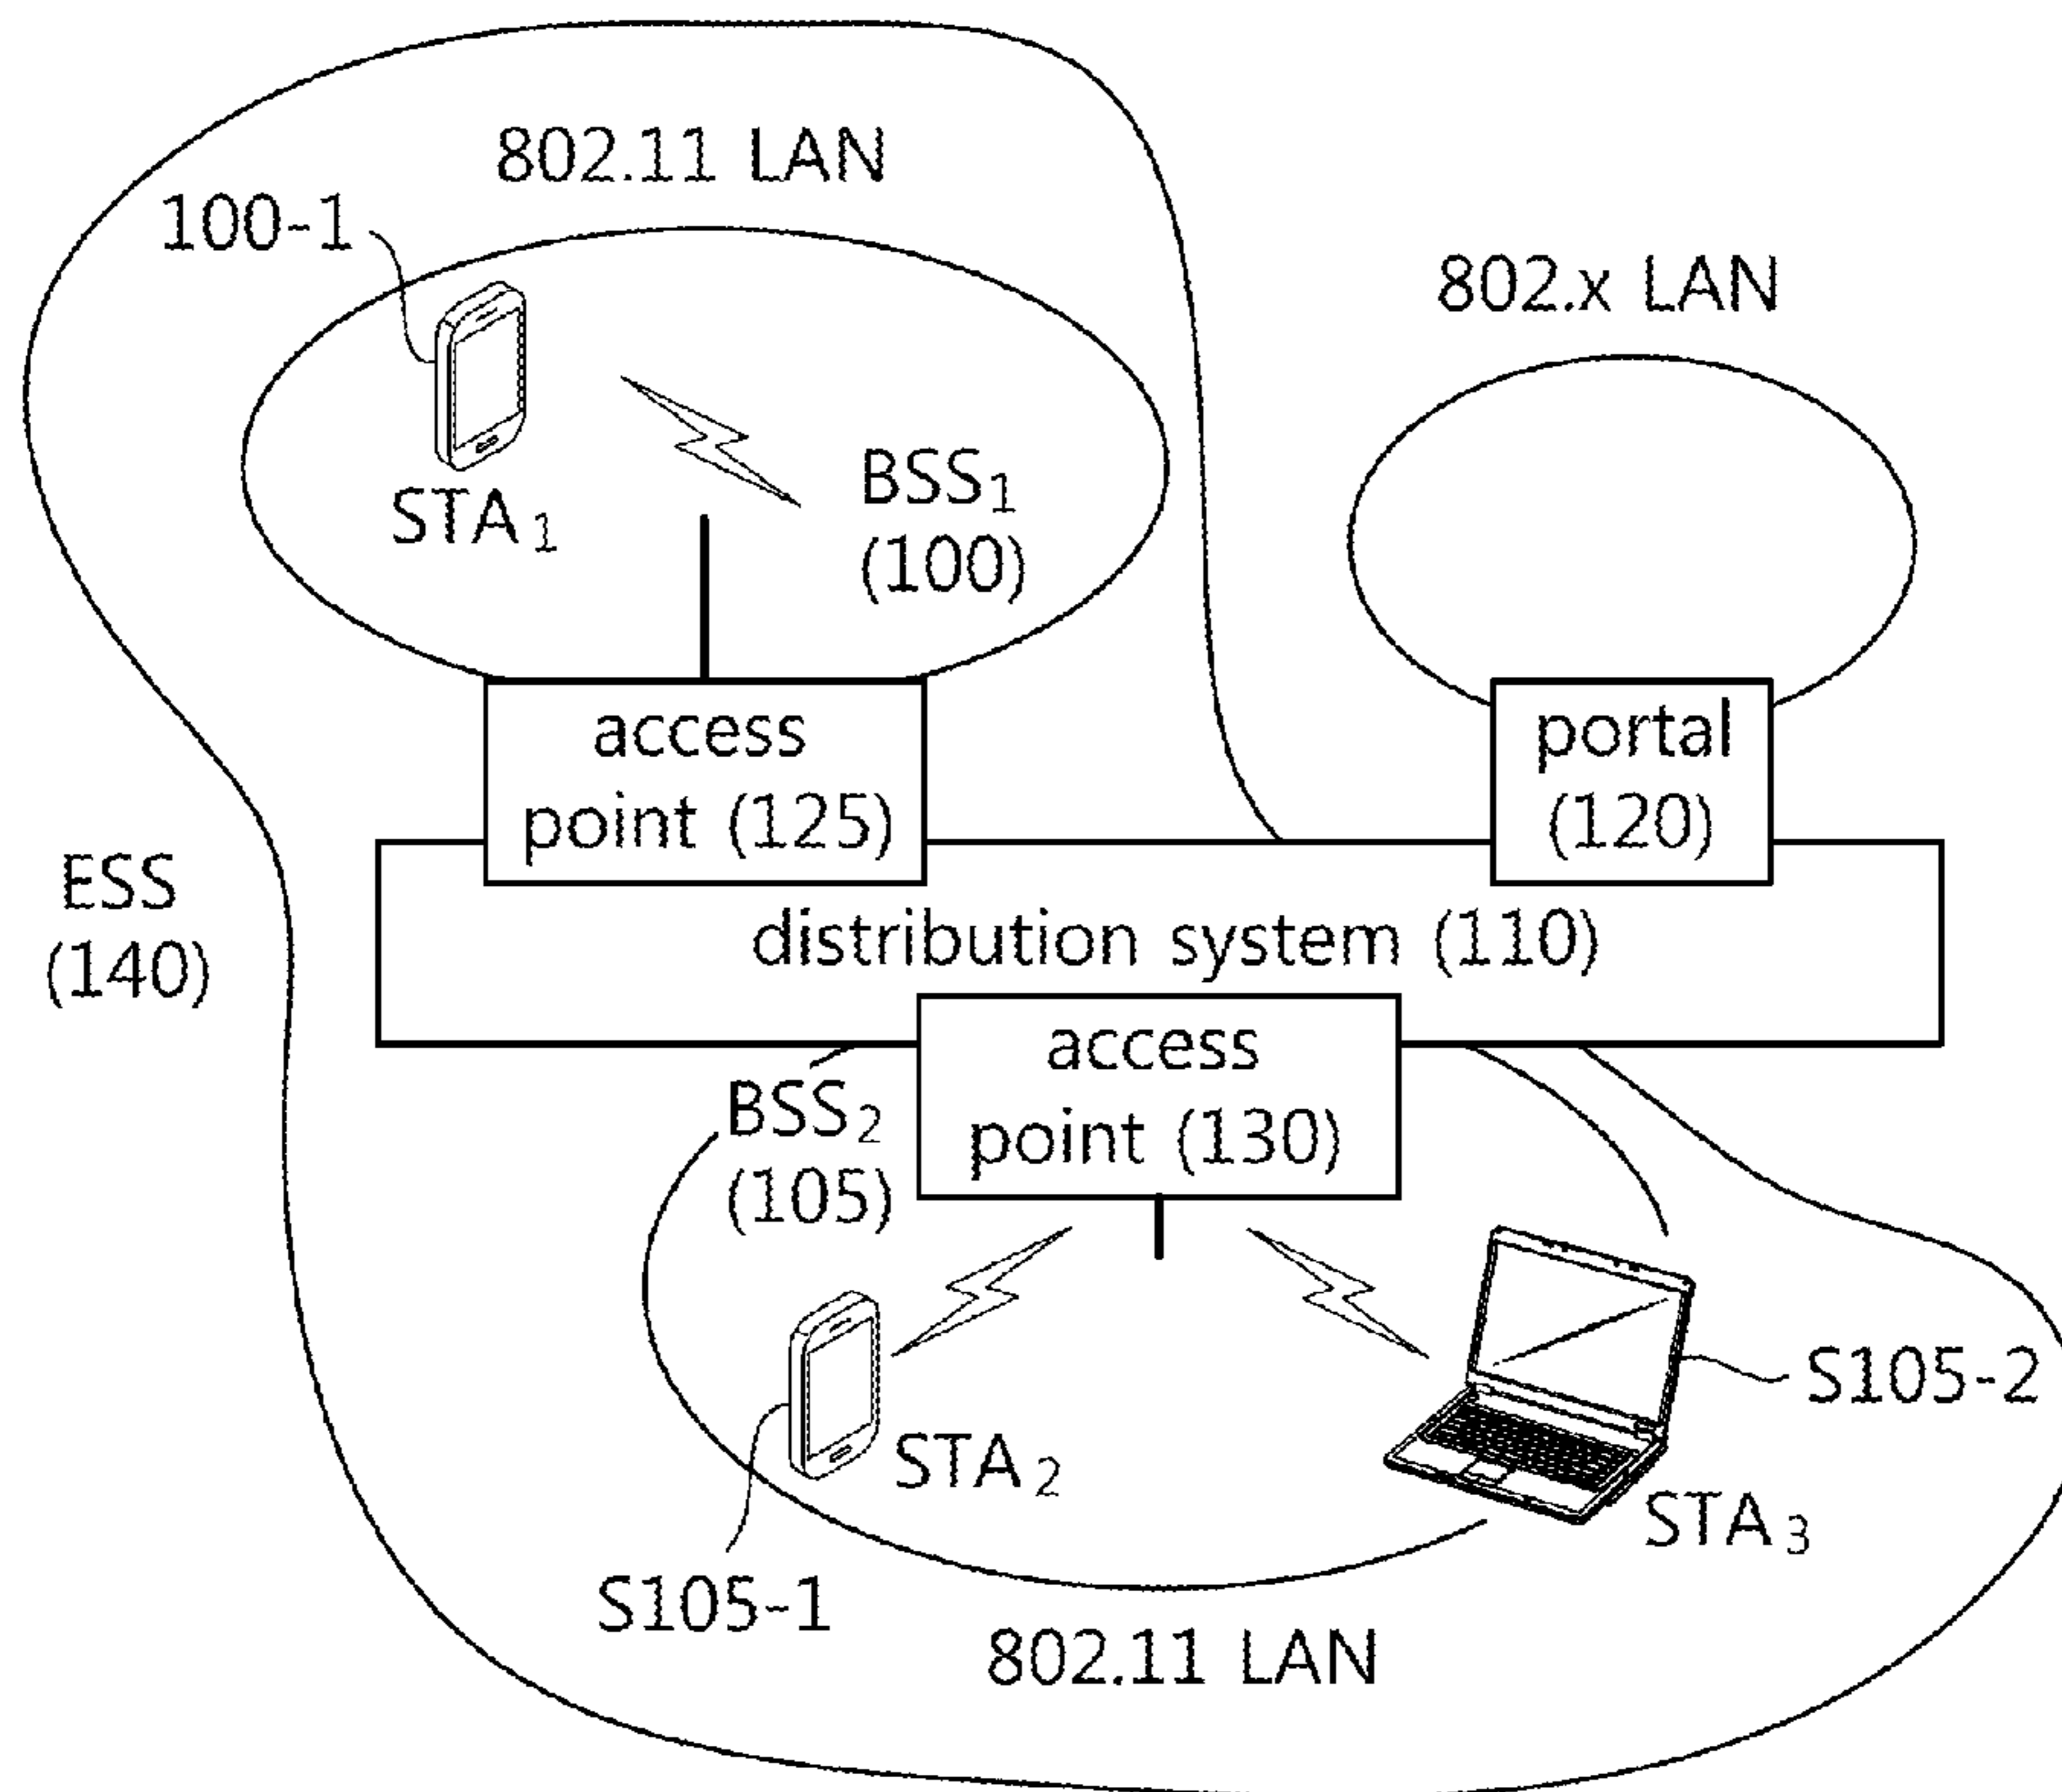 802.11 LAN
100-1
802.x LAN
STA1
BSS1
(100)
access
point (125)
portal
(120)
ESS
(140)
distribution system (110)
access
point (130)
BSS2
(105)
STA2
S105-2
STA3
S105-1
802.11 LAN